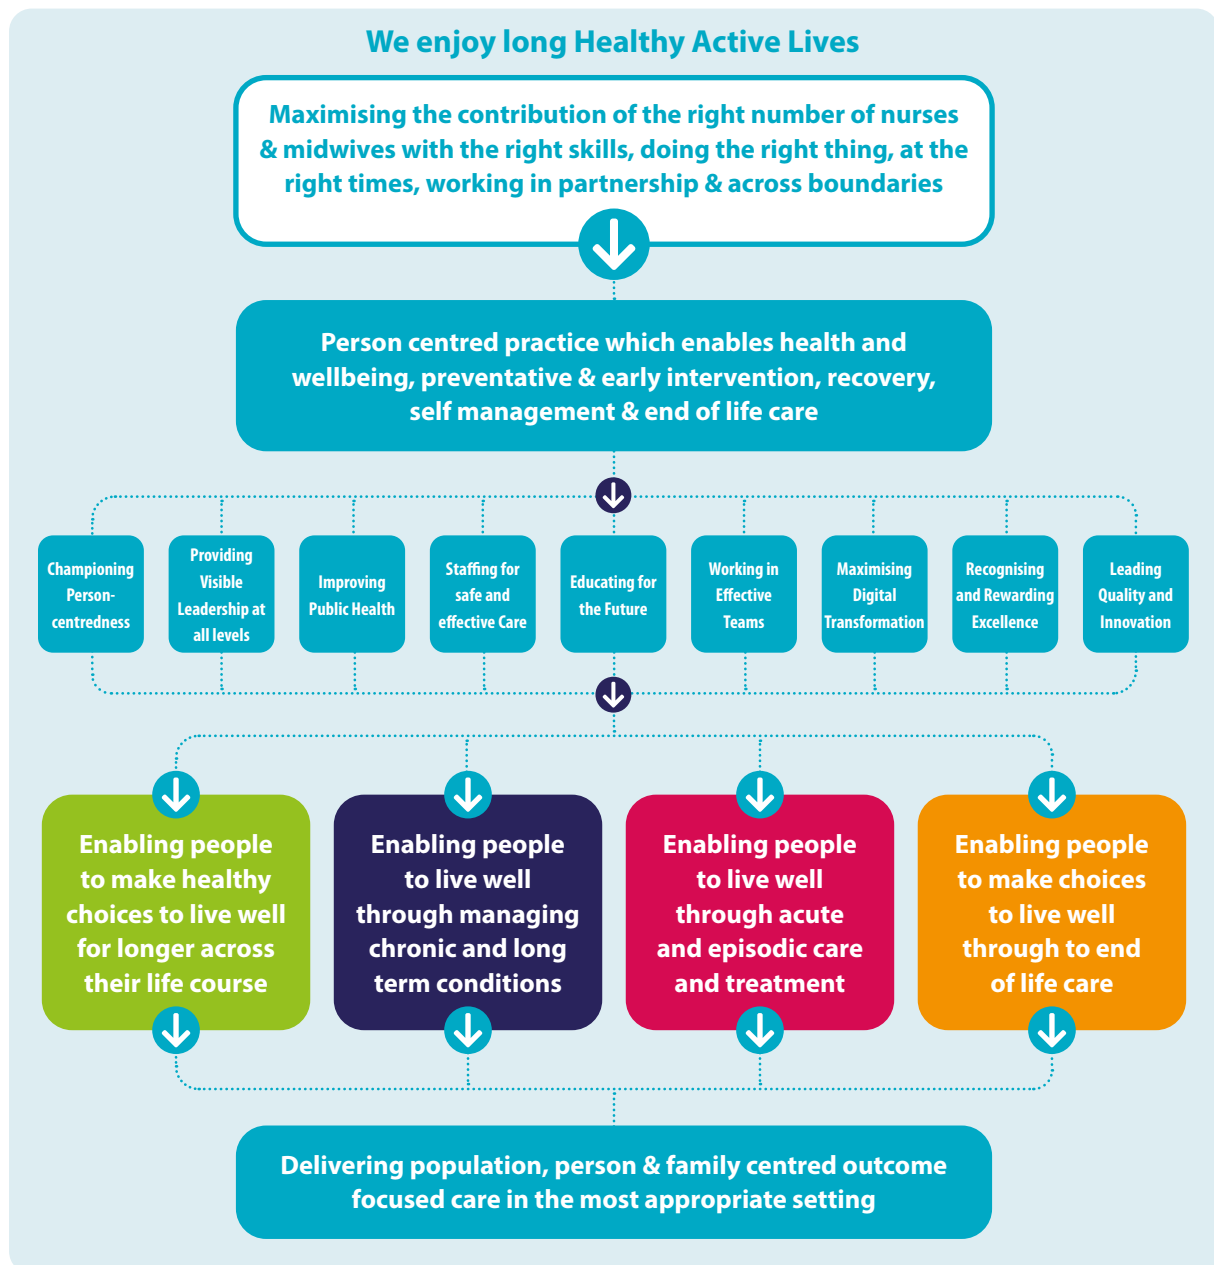 We enjoy long Healthy Active Lives
Maximising the contribution of the right number of nurses
& midwives with the right skills, doing the right thing, at the
right times, working in partnership & across boundaries
Person centred practice which enables health and
wellbeing, preventative & early intervention, recovery,
self management & end of life care
Championing
Person-
centredness
Providing
Visible
Leadership at
all levels
Improving
Public Health
Staffing for
safe and
effective Care
Educating for
the Future
Working in
Effective
Teams
Maximising
Digital
Transformation
Recognising
and Rewarding
Excellence
Leading
Quality and
Innovation
Enabling people
to make healthy
choices to live well
for longer across
their life course
Enabling people
to live well
through managing
chronic and long
term conditions
Enabling people
to live well
through acute
and episodic care
and treatment
Enabling people
to make choices
to live well
through to end
of life care
Delivering population, person & family centred outcome
focused care in the most appropriate setting